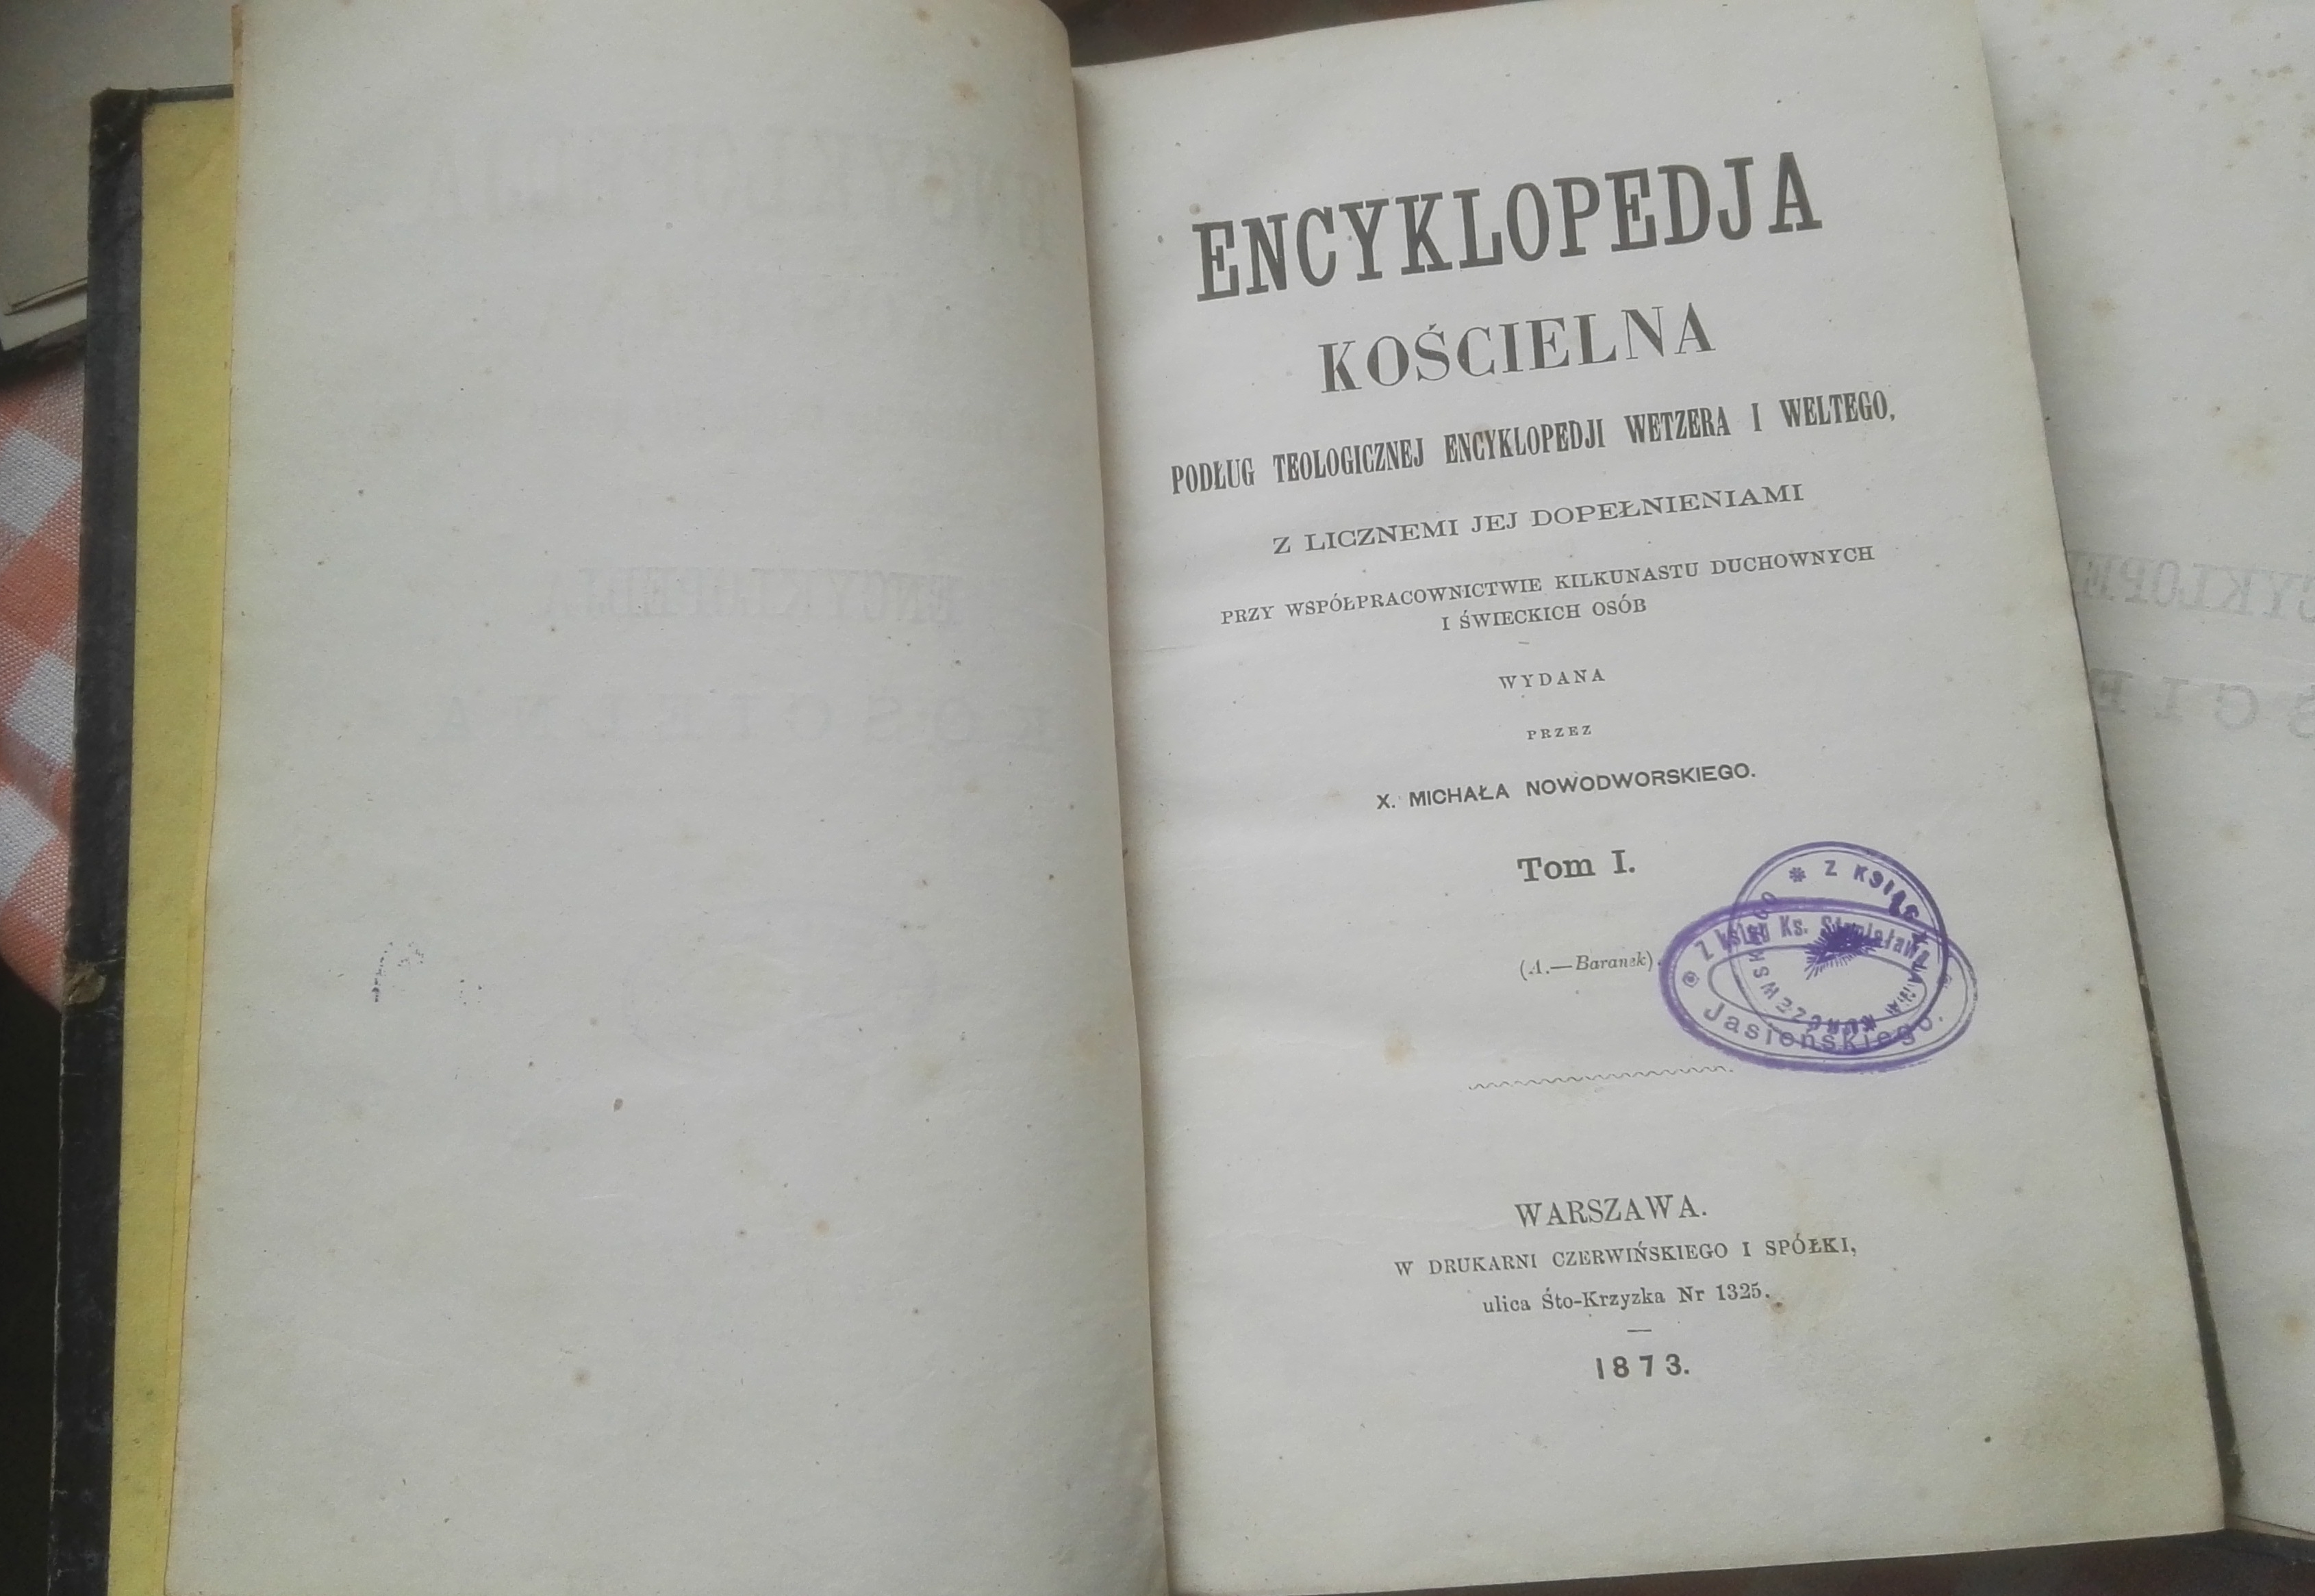 ENCYKLOPEDJA
KOŚCIELNA
PODŁUG TEOLOGICZNEJ ENCYKLOPEDJI WETZERA I WELTEGO,
Z LICZNEMI JEJ DOPEŁNIENIAMI
PRZY WSPÓŁPRACOWNICTWIE KILKUNASTU DUCHOWNYCH
I ŚWIECKICH OSÓB
WYDANA
PRZEZ
X. MICHAŁA NOWODWORSKIEGO.
Tom I.
(A.—Baranek).
Z KSIĄG
Z ksiąg Ks. Stanisława
Jasieńskiego.
WARSZAWA.
W DRUKARNI CZERWIŃSKIEGO I SPÓŁKI,
ulica Śto-Krzyzka Nr 1325.
1873.